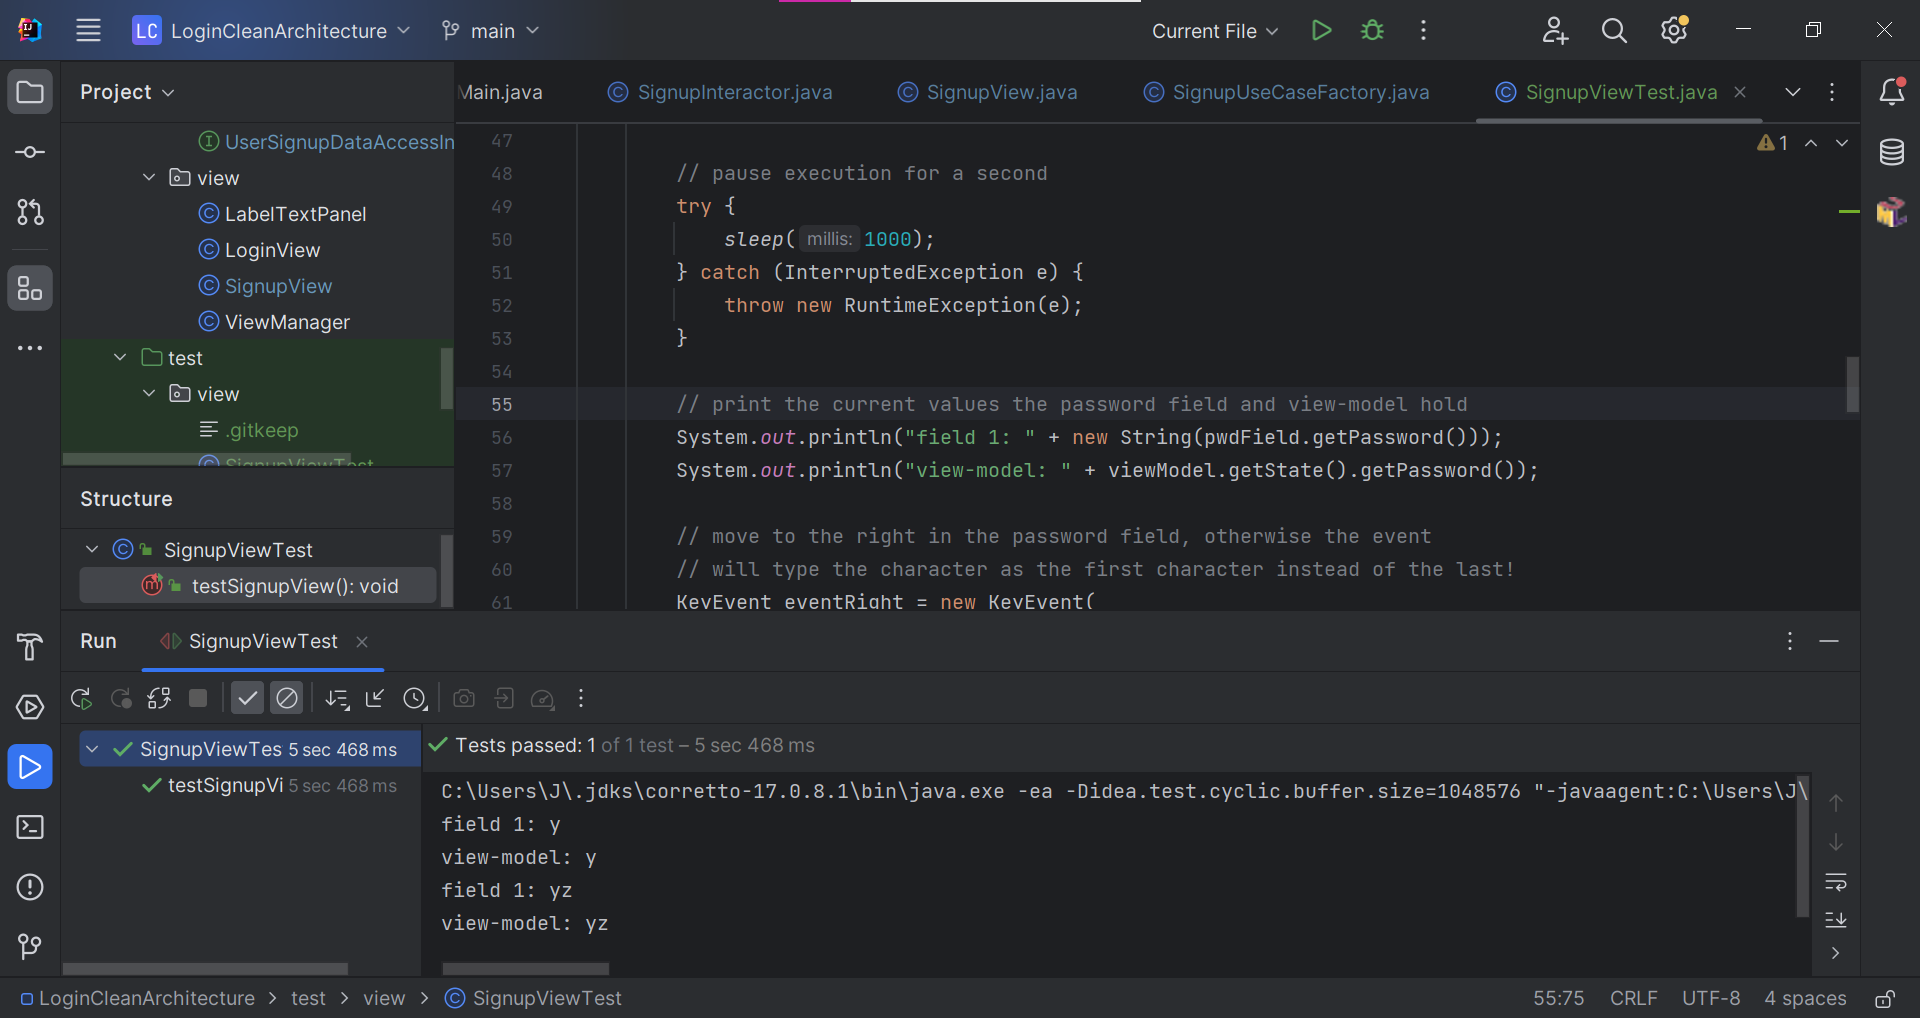 LC LoginCleanArchitecture main Current File
Project
Main.java SignupInteractor.java SignupView.java SignupUseCaseFactory.java SignupViewTest.java
UserSignupDataAccessIn
view
LabelTextPanel
LoginView
SignupView
ViewManager
test
view
.gitkeep
SignupViewTest
1
47
48 // pause execution for a second
49 try {
50 sleep( millis: 1000);
51 } catch (InterruptedException e) {
52 throw new RuntimeException(e);
53 }
54
55 // print the current values the password field and view-model hold
56 System.out.println("field 1: " + new String(pwdField.getPassword()));
57 System.out.println("view-model: " + viewModel.getState().getPassword());
58
59 // move to the right in the password field, otherwise the event
60 // will type the character as the first character instead of the last!
61 KeyEvent eventRight = new KeyEvent(
Structure
SignupViewTest
testSignupView(): void
Run SignupViewTest
SignupViewTes 5 sec 468 ms
testSignupVi 5 sec 468 ms
Tests passed: 1 of 1 test – 5 sec 468 ms
C:\Users\J\.jdks\corretto-17.0.8.1\bin\java.exe -ea -Didea.test.cyclic.buffer.size=1048576 "-javaagent:C:\Users\J\
field 1: y
view-model: y
field 1: yz
view-model: yz
LoginCleanArchitecture > test > view > SignupViewTest
55:75 CRLF UTF-8 4 spaces